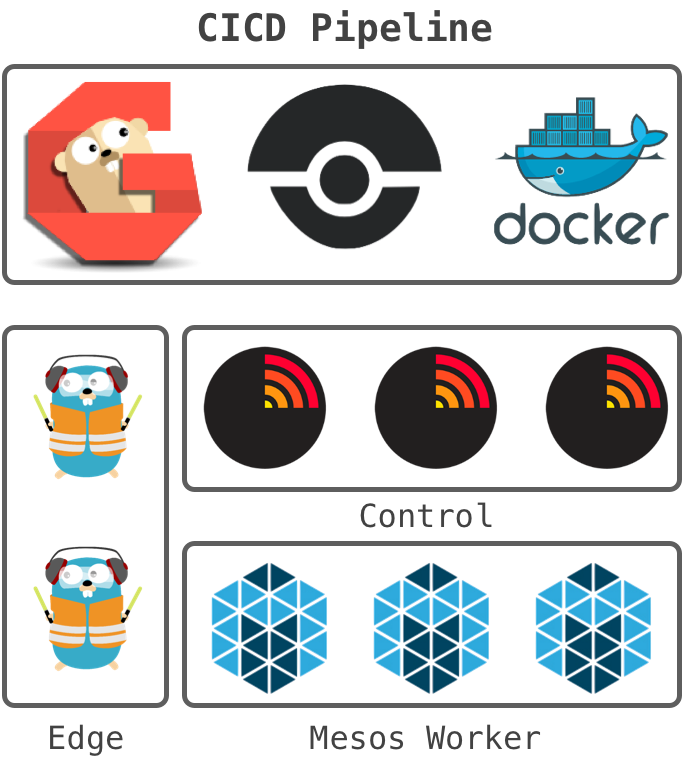 CICD Pipeline
docker
Control
Edge
Mesos Worker